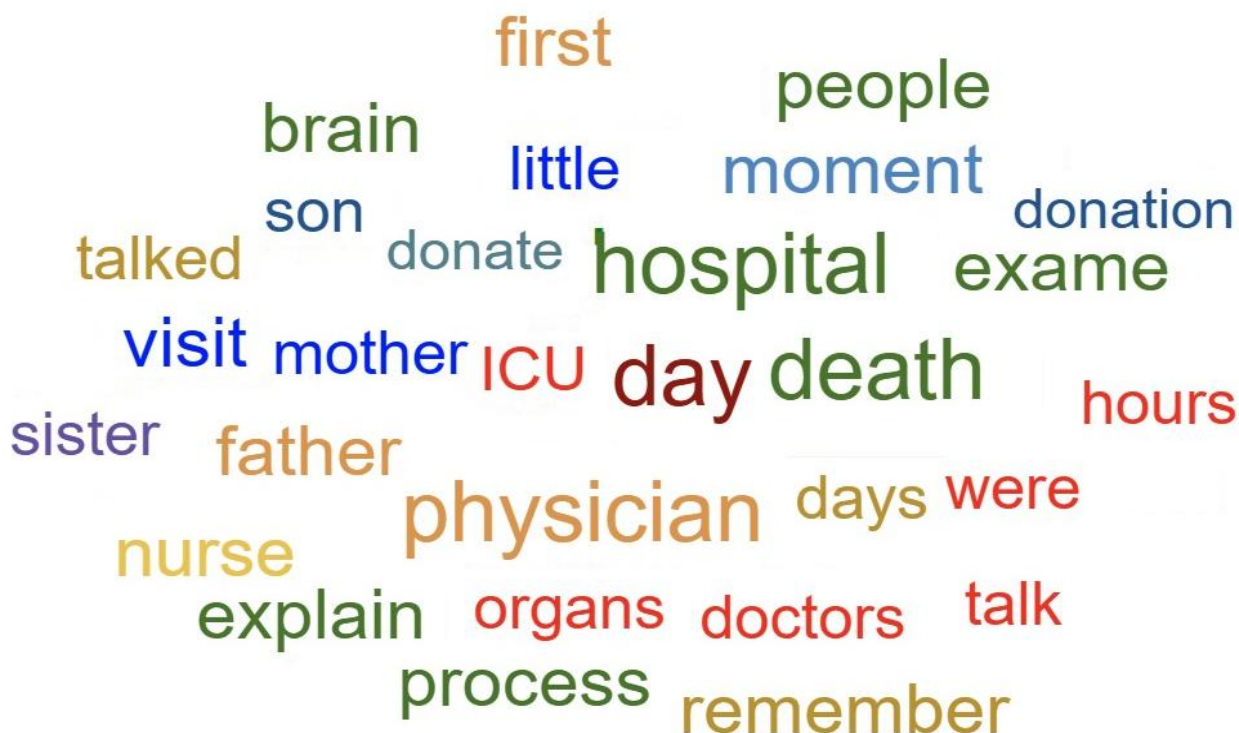 first
people
brain
little
moment
son
donation
talked
donate
hospital
exame
visit
mother
ICU
day
death
hours
sister
father
physician
days
were
nurse
explain
organs
doctors
talk
process
remember